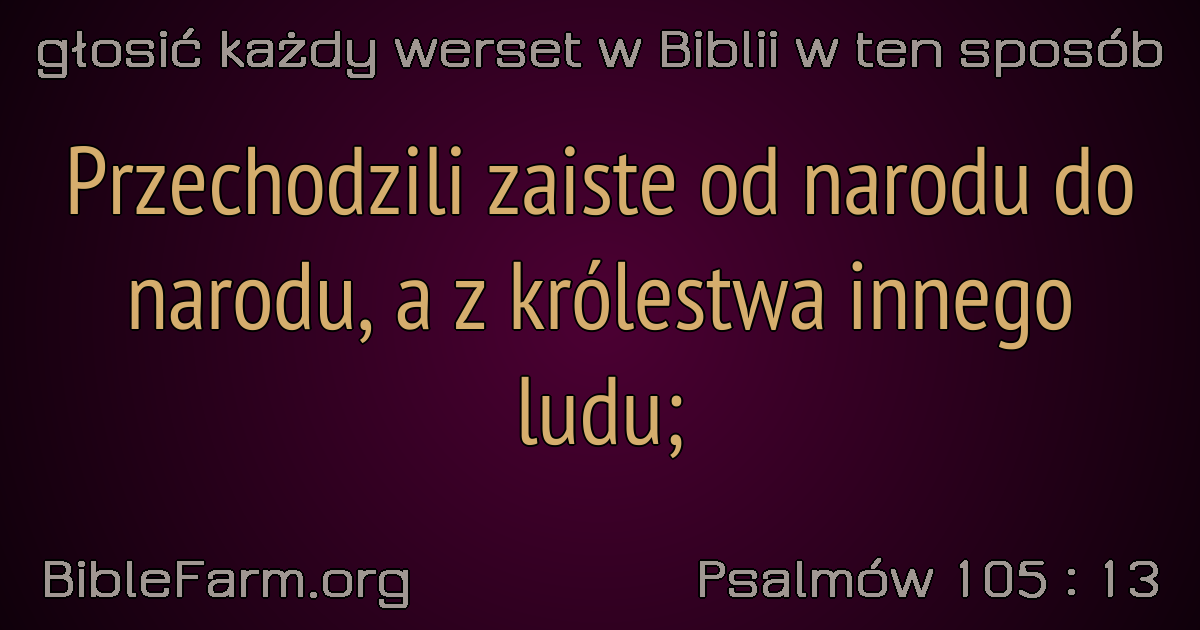 głosić każdy werset w Biblii w ten sposób
Przechodzili zaiste od narodu do
narodu, a z królestwa innego
ludu;
BibleFarm.org
Psalmów 105 : 13